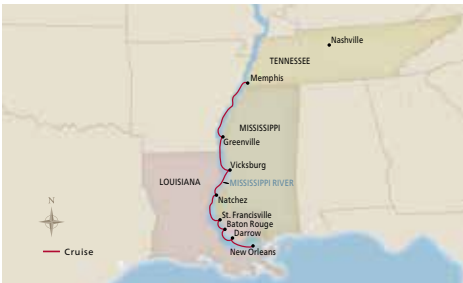 Nashville
TENNESSEE
Memphis
MISSISSIPPI
Greenville
Vicksburg
LOUISIANA
MISSISSIPPI RIVER
Natchez
N
St. Francisville
Baton Rouge
Darrow
Cruise
New Orleans